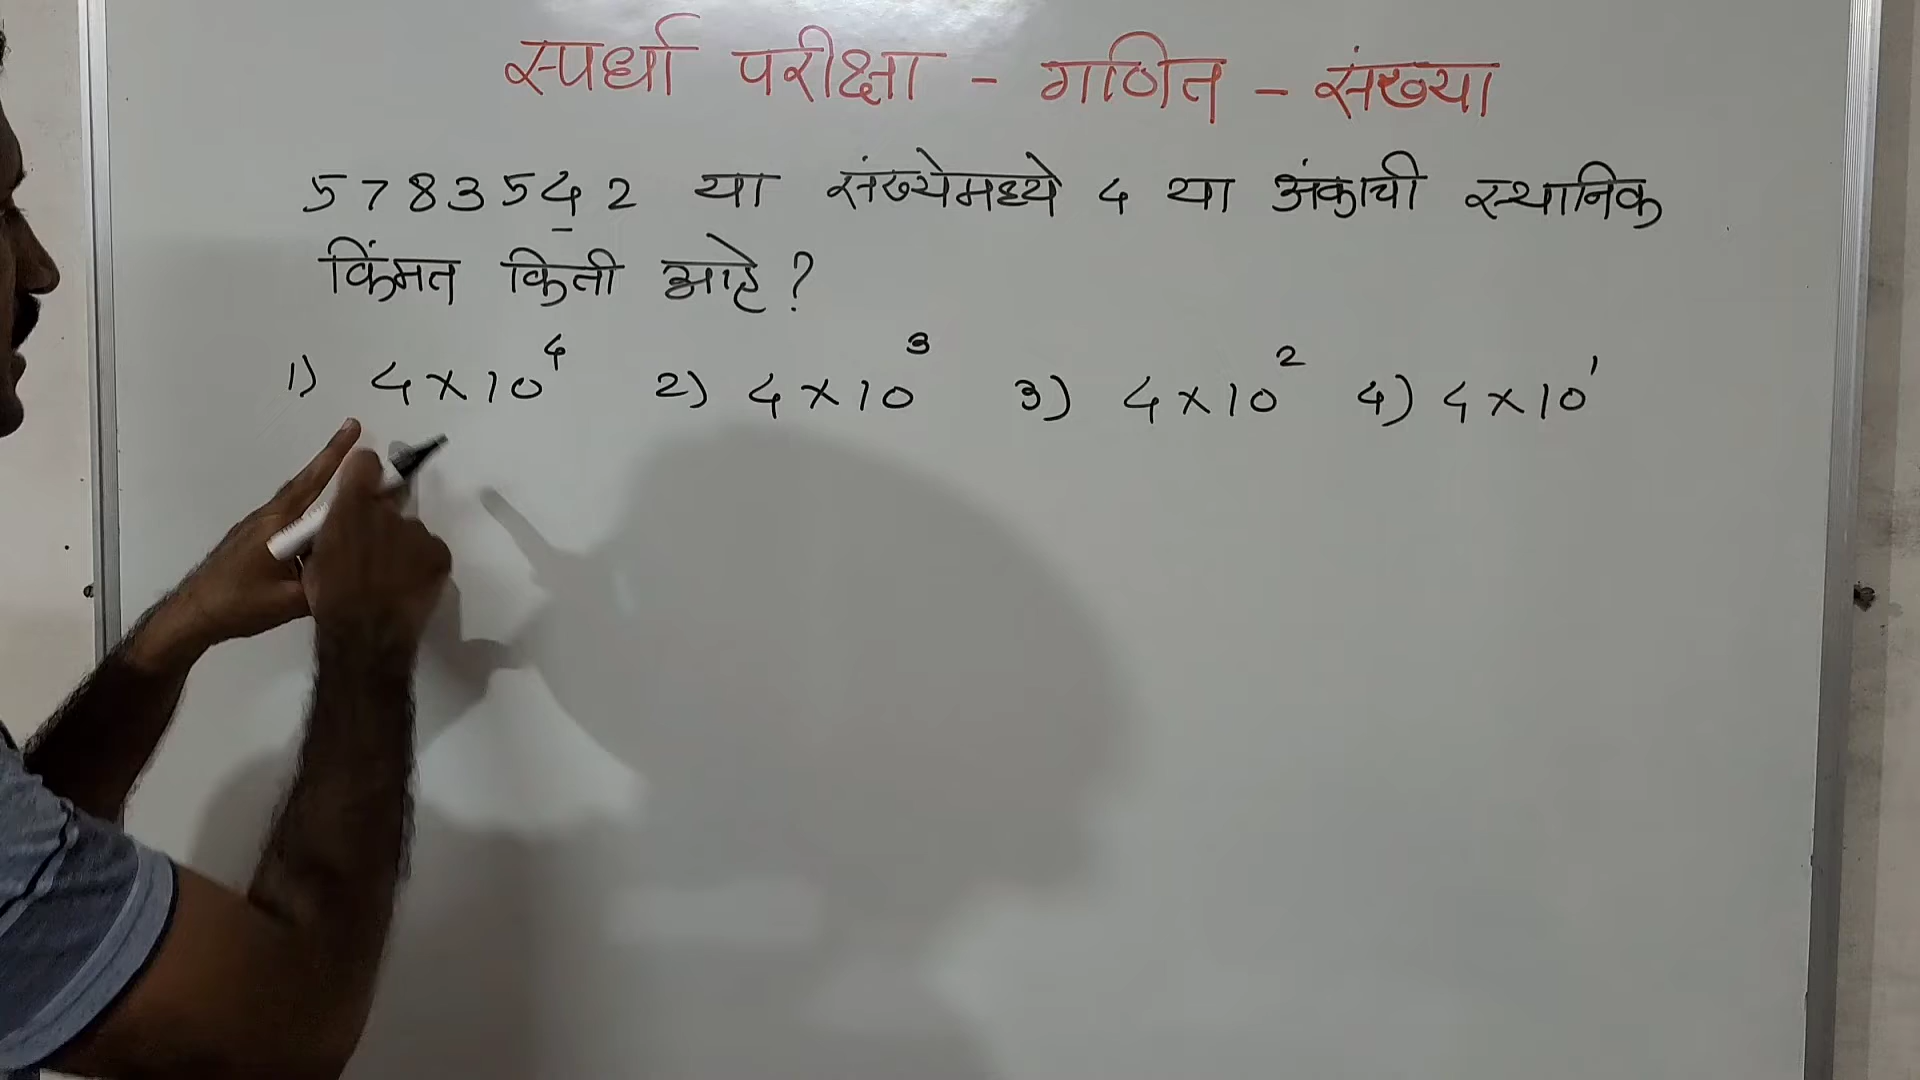 स्पर्धा परीक्षा - गणित - संख्या
5783542 या संख्येमध्ये 4 या अंकाची स्थानिक
किंमत किती आहे?
1) 4×10⁴ 2) 4×10³ 3) 4×10² 4) 4×10¹